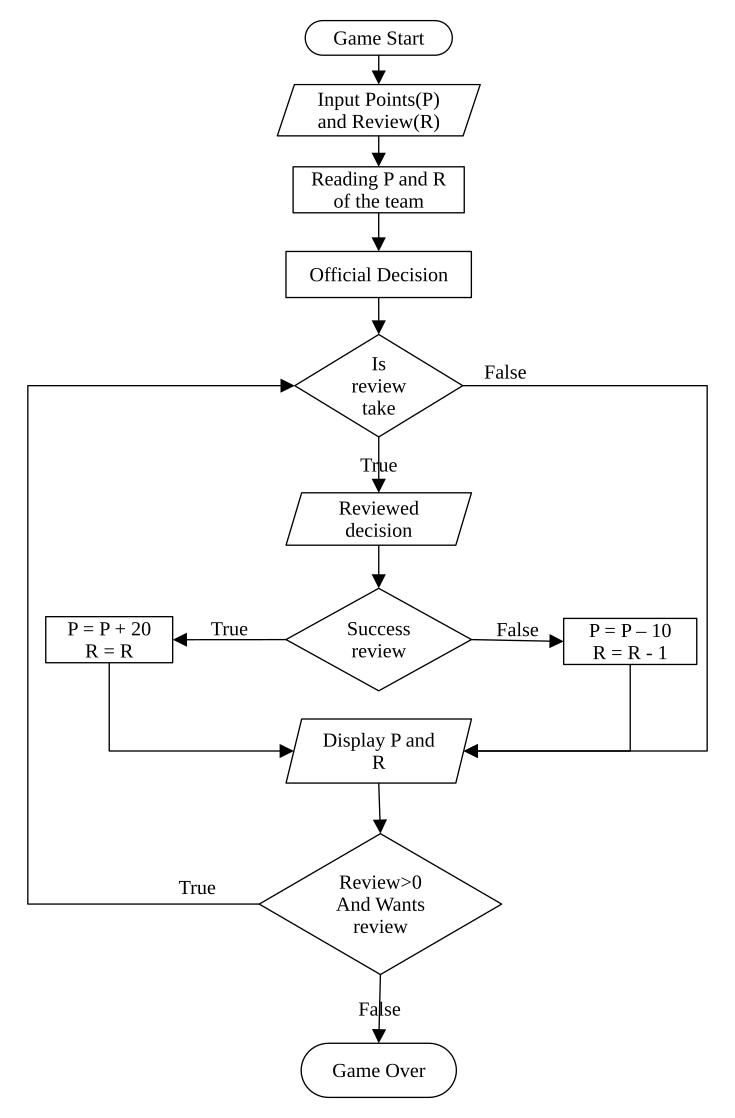 Game Start
Input Points(P)
and Review(R)
Reading P and R
of the team
Official Decision
Is
review
take
False
True
Reviewed
decision
P = P + 20
R = R
True
Success
review
False
P = P – 10
R = R - 1
Display P and
R
Review>0
And Wants
review
True
False
Game Over